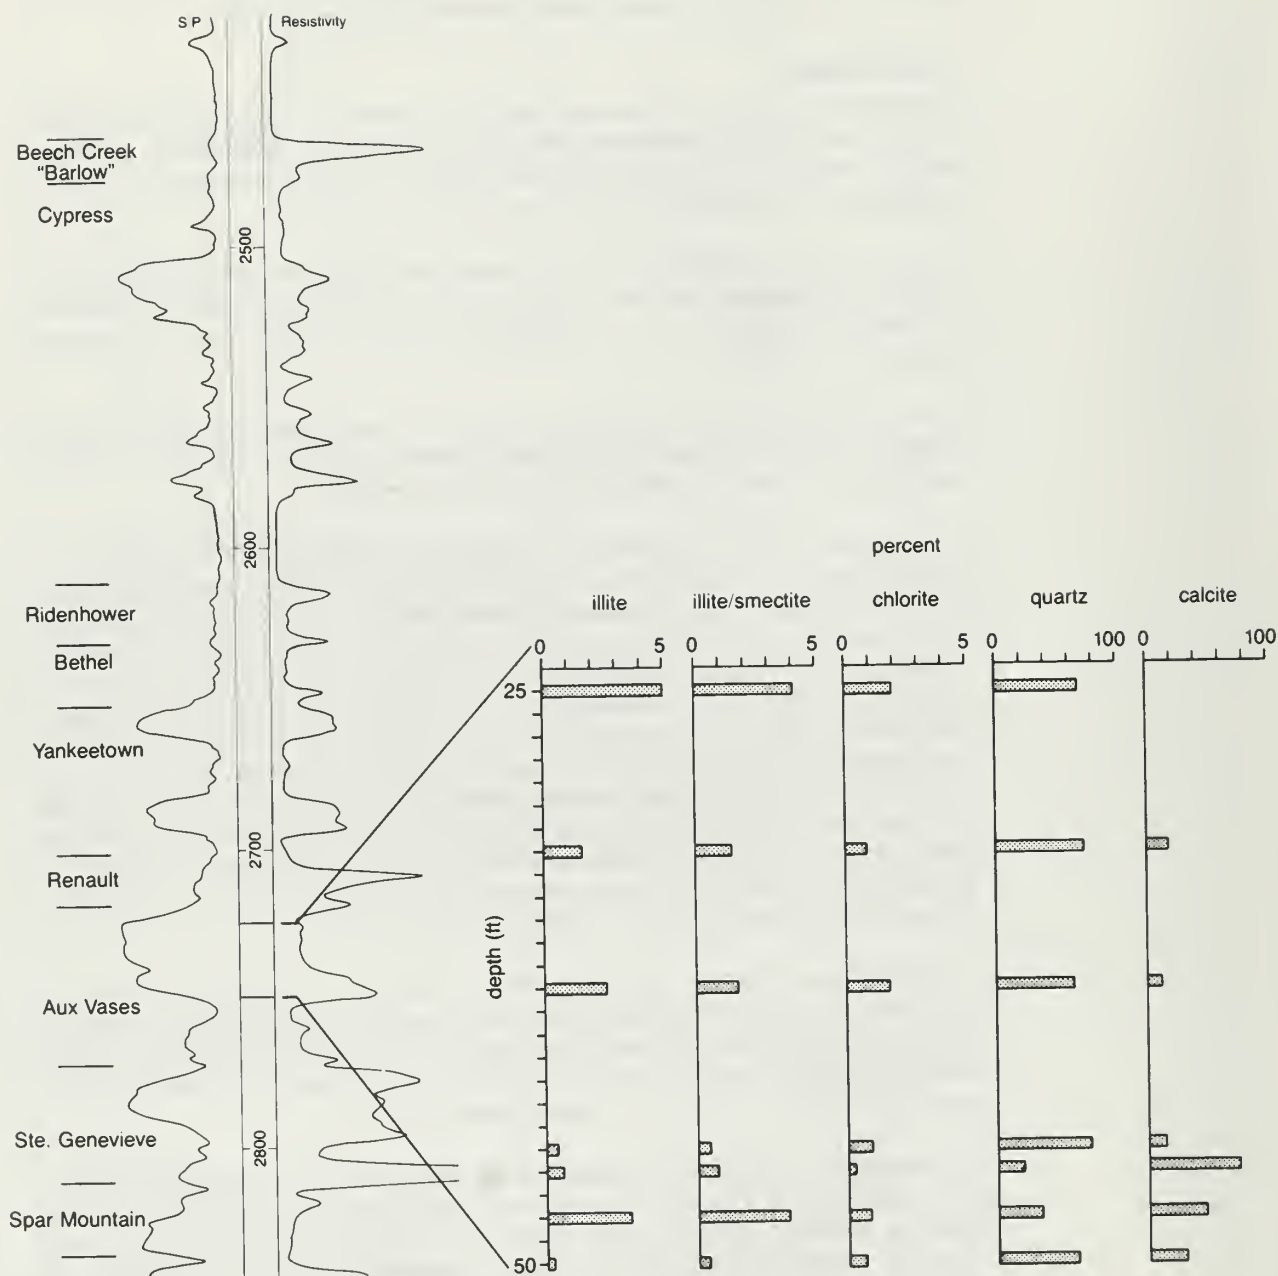 S P Resistivity
Beech Creek
"Barlow"
Cypress
2500
2600
percent
illite illite/smectite chlorite quartz calcite
Ridenhower
0 5 0 5 0 5 0 100 0 100
Bethel
25
Yankeetown
2700
Renault
depth (ft)
Aux Vases
Ste. Genevieve
2800
Spar Mountain
50